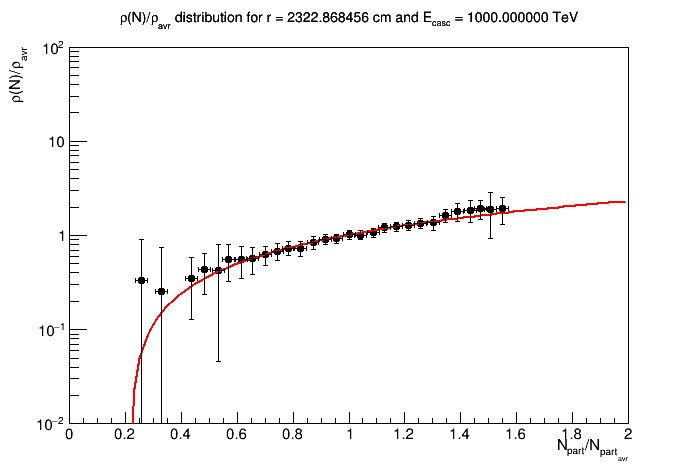 ρ(N)/ρavr distribution for r = 2322.868456 cm and Ecasc = 1000.000000 TeV
ρ(N)/ρavr
10²
10
1
10⁻¹
10⁻²
0 0.2 0.4 0.6 0.8 1 1.2 1.4 1.6 1.8 2
Npart/Npartavr